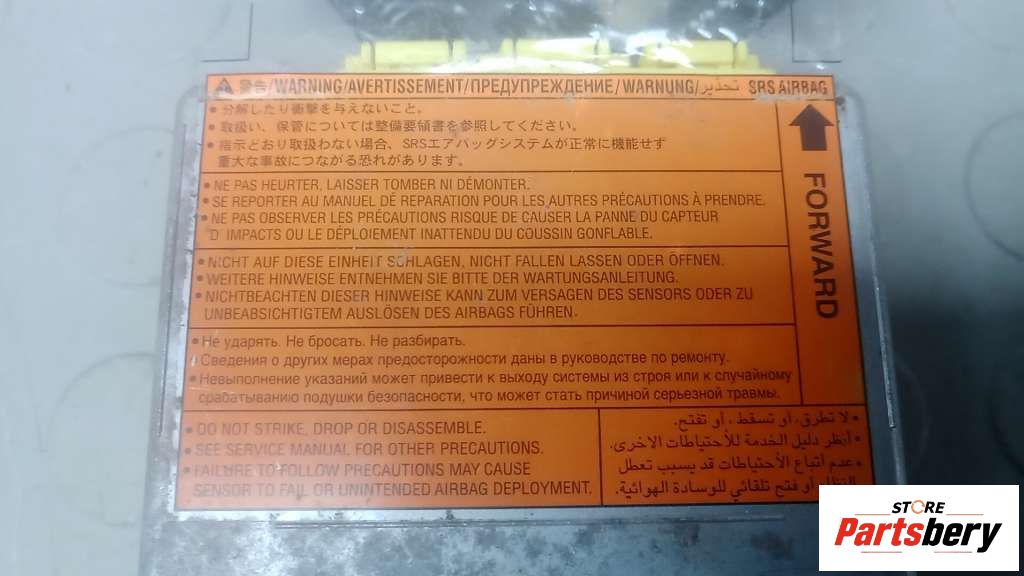 警告/WARNING/AVERTISSEMENT/ПРЕДУПРЕЖДЕНИЕ/WARNUNG/تحذير SRS AIRBAG
• 分解したり衝撃を与えないこと。
• 取扱い、保管については整備要領書を参照してください。
• 指示どおり取扱わない場合、SRSエアバッグシステムが正常に機能せず
重大な事故につながる恐れがあります。
• NE PAS HEURTER, LAISSER TOMBER NI DÉMONTER.
• SE REPORTER AU MANUEL DE REPARATION POUR LES AUTRES PRÉCAUTIONS À PRENDRE.
• NE PAS OBSERVER LES PRÉCAUTIONS RISQUE DE CAUSER LA PANNE DU CAPTEUR
"D" IMPACTS OU LE DÉPLOIEMENT INATTENDU DU COUSSIN GONFLABLE.
• NICHT AUF DIESE EINHEIT SCHLAGEN, NICHT FALLEN LASSEN ODER ÖFFNEN.
• WEITERE HINWEISE ENTNEHMEN SIE BITTE DER WARTUNGSANLEITUNG.
• NICHTBEACHTEN DIESER HINWEISE KANN ZUM VERSAGEN DES SENSORS ODER ZU
UNBEABSICHTIGTEM AUSLÖSEN DES AIRBAGS FÜHREN.
• Не ударять. Не бросать. Не разбирать.
• Сведения о других мерах предосторожности даны в руководстве по ремонту.
• Невыполнение указаний может привести к выходу системы из строя или к случайному
срабатыванию подушки безопасности, что может стать причиной серьезной травмы.
FORWARD
• DO NOT STRIKE, DROP OR DISASSEMBLE.
• SEE SERVICE MANUAL FOR OTHER PRECAUTIONS.
• FAILURE TO FOLLOW PRECAUTIONS MAY CAUSE
SENSOR TO FAIL OR UNINTENDED AIRBAG DEPLOYMENT.
• لا تطرق، او تسقط، أو تفتح.
• أنظر دليل الخدمة للأحتياطات الاخرى.
• عدم أتباع الأحتياطات قد يسبب تعطل
النظام أو فتح تلقائي للوسادة الهوائية.
STORE
Partsbery